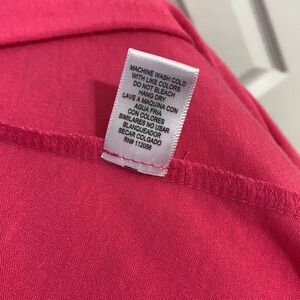 MACHINE WASH COLD
WITH LIKE COLORS
DO NOT BLEACH
HANG DRY
LAVE A MAQUINA CON
AGUA FRIA
CON COLORES
SIMILARES NO USAR
BLANQUEADOR
SECAR COLGADO
RN# 112056